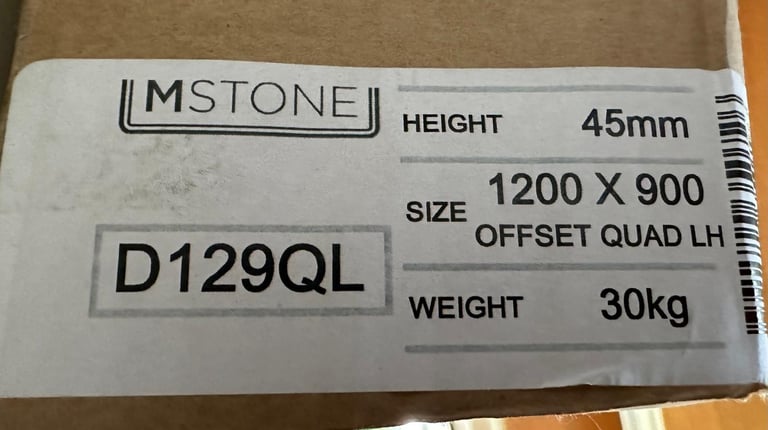 MSTONE
D129QL
HEIGHT 45mm
SIZE 1200 X 900
OFFSET QUAD LH
WEIGHT 30kg